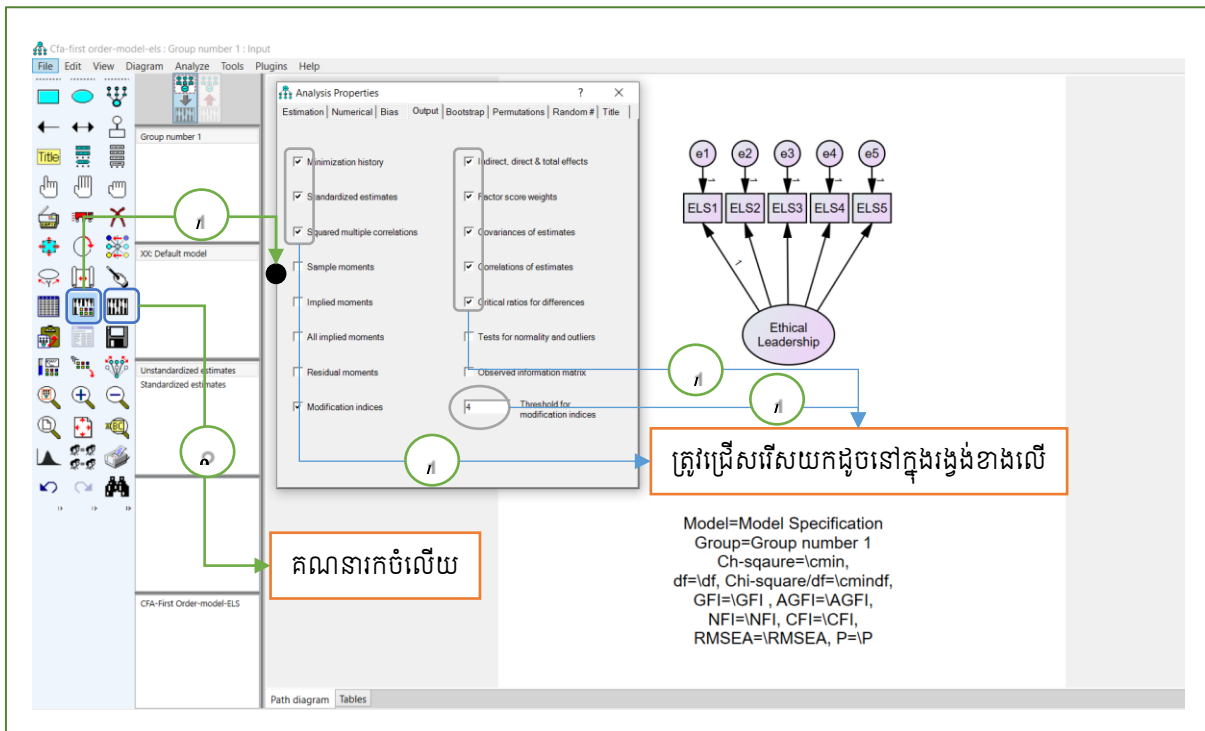 Cfa-first order-model-els : Group number 1 : Input
File Edit View Diagram Analyze Tools Plugins Help
Title
Group number 1
XX: Default model
Unstandardized estimates
Standardized estimates
CFA-First Order-model-ELS
Analysis Properties ? ×
Estimation Numerical Bias Output Bootstrap Permutations Random # Title
Minimization history
Indirect, direct & total effects
Standardized estimates
Factor score weights
Squared multiple correlations
Covariances of estimates
Sample moments
Correlations of estimates
Implied moments
Critical ratios for differences
All implied moments
Tests for normality and outliers
Residual moments
Observed information matrix
Modification indices
4 Threshold for
modification indices
e1 e2 e3 e4 e5
1 1 1 1 1
ELS1 ELS2 ELS3 ELS4 ELS5
1
Ethical
Leadership
ត្រូវជ្រើសរើសយកដូចនៅក្នុងរង្វង់ខាងលើ
គណនារកចំលើយ
Model=Model Specification
Group=Group number 1
Ch-sqaure=\cmin,
df=\df, Chi-square/df=\cmindf,
GFI=\GFI , AGFI=\AGFI,
NFI=\NFI, CFI=\CFI,
RMSEA=\RMSEA, P=\P
Path diagram Tables